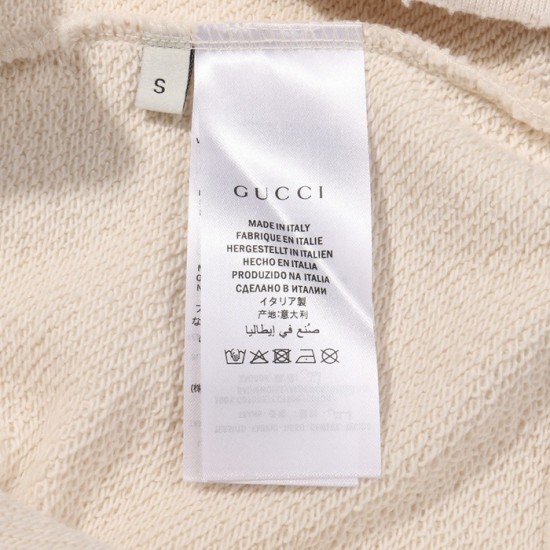 S
GUCCI
MADE IN ITALY
FABRIQUE EN ITALIE
HERGESTELLT IN ITALIEN
HECHO EN ITALIA
PRODUZIDO NA ITALIA
СДЕЛАНО В ИТАЛИИ
イタリア製
产地:意大利
صُنع في إيطاليا